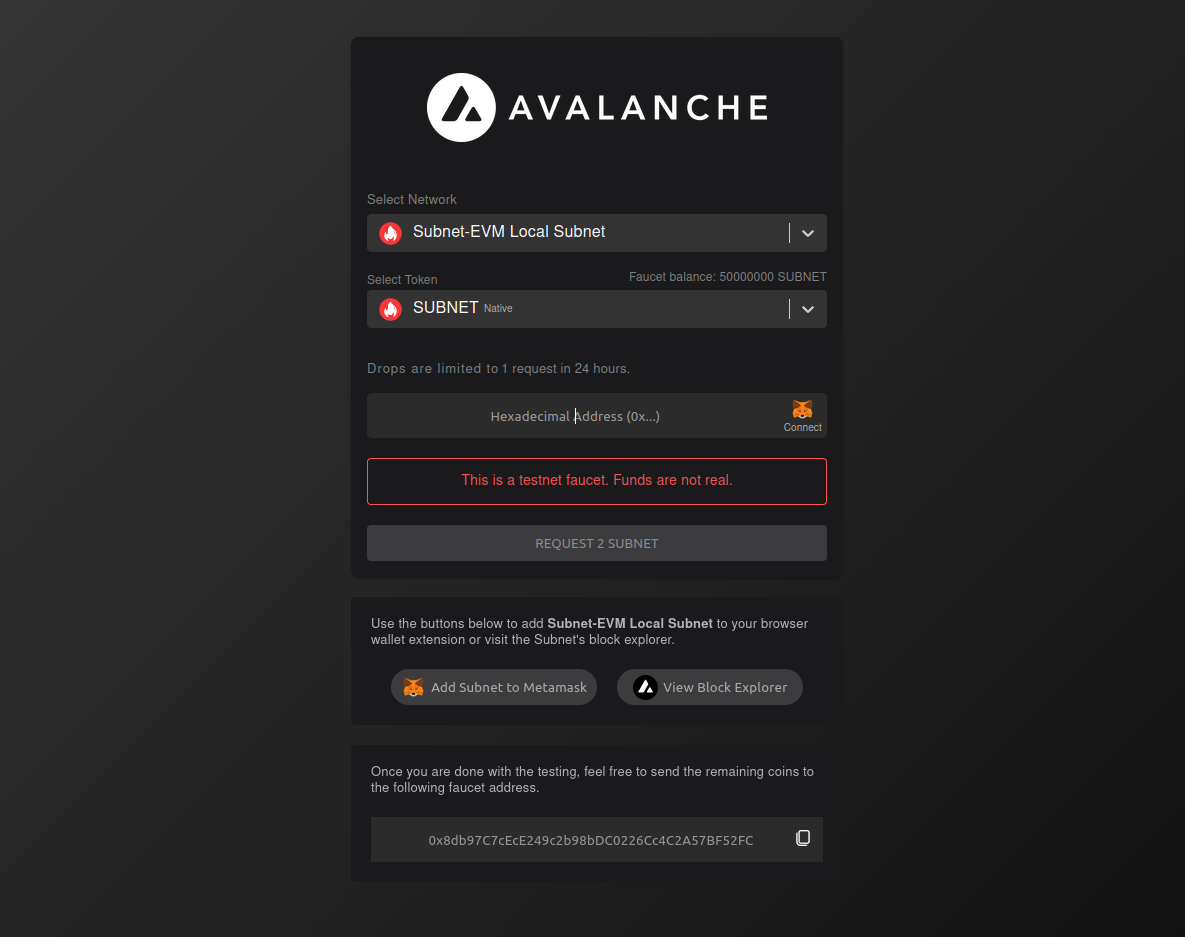 AVALANCHE
Select Network
Subnet-EVM Local Subnet
Select Token
Faucet balance: 50000000 SUBNET
SUBNET Native
Drops are limited to 1 request in 24 hours.
Hexadecimal Address (0x...)
Connect
This is a testnet faucet. Funds are not real.
REQUEST 2 SUBNET
Use the buttons below to add Subnet-EVM Local Subnet to your browser
wallet extension or visit the Subnet's block explorer.
Add Subnet to Metamask
View Block Explorer
Once you are done with the testing, feel free to send the remaining coins to
the following faucet address.
0x8db97C7cEcE249c2b98bDC0226Cc4C2A57BF52FC